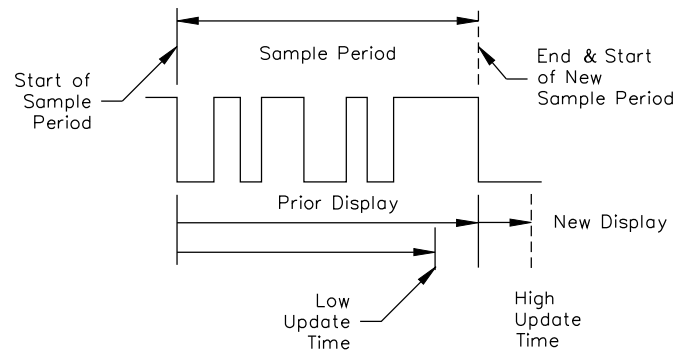 Sample Period
Start of
Sample
Period
End & Start
of New
Sample Period
Prior Display
New Display
Low
Update
Time
High
Update
Time